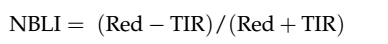 NBLI = (Red − TIR)/(Red + TIR)